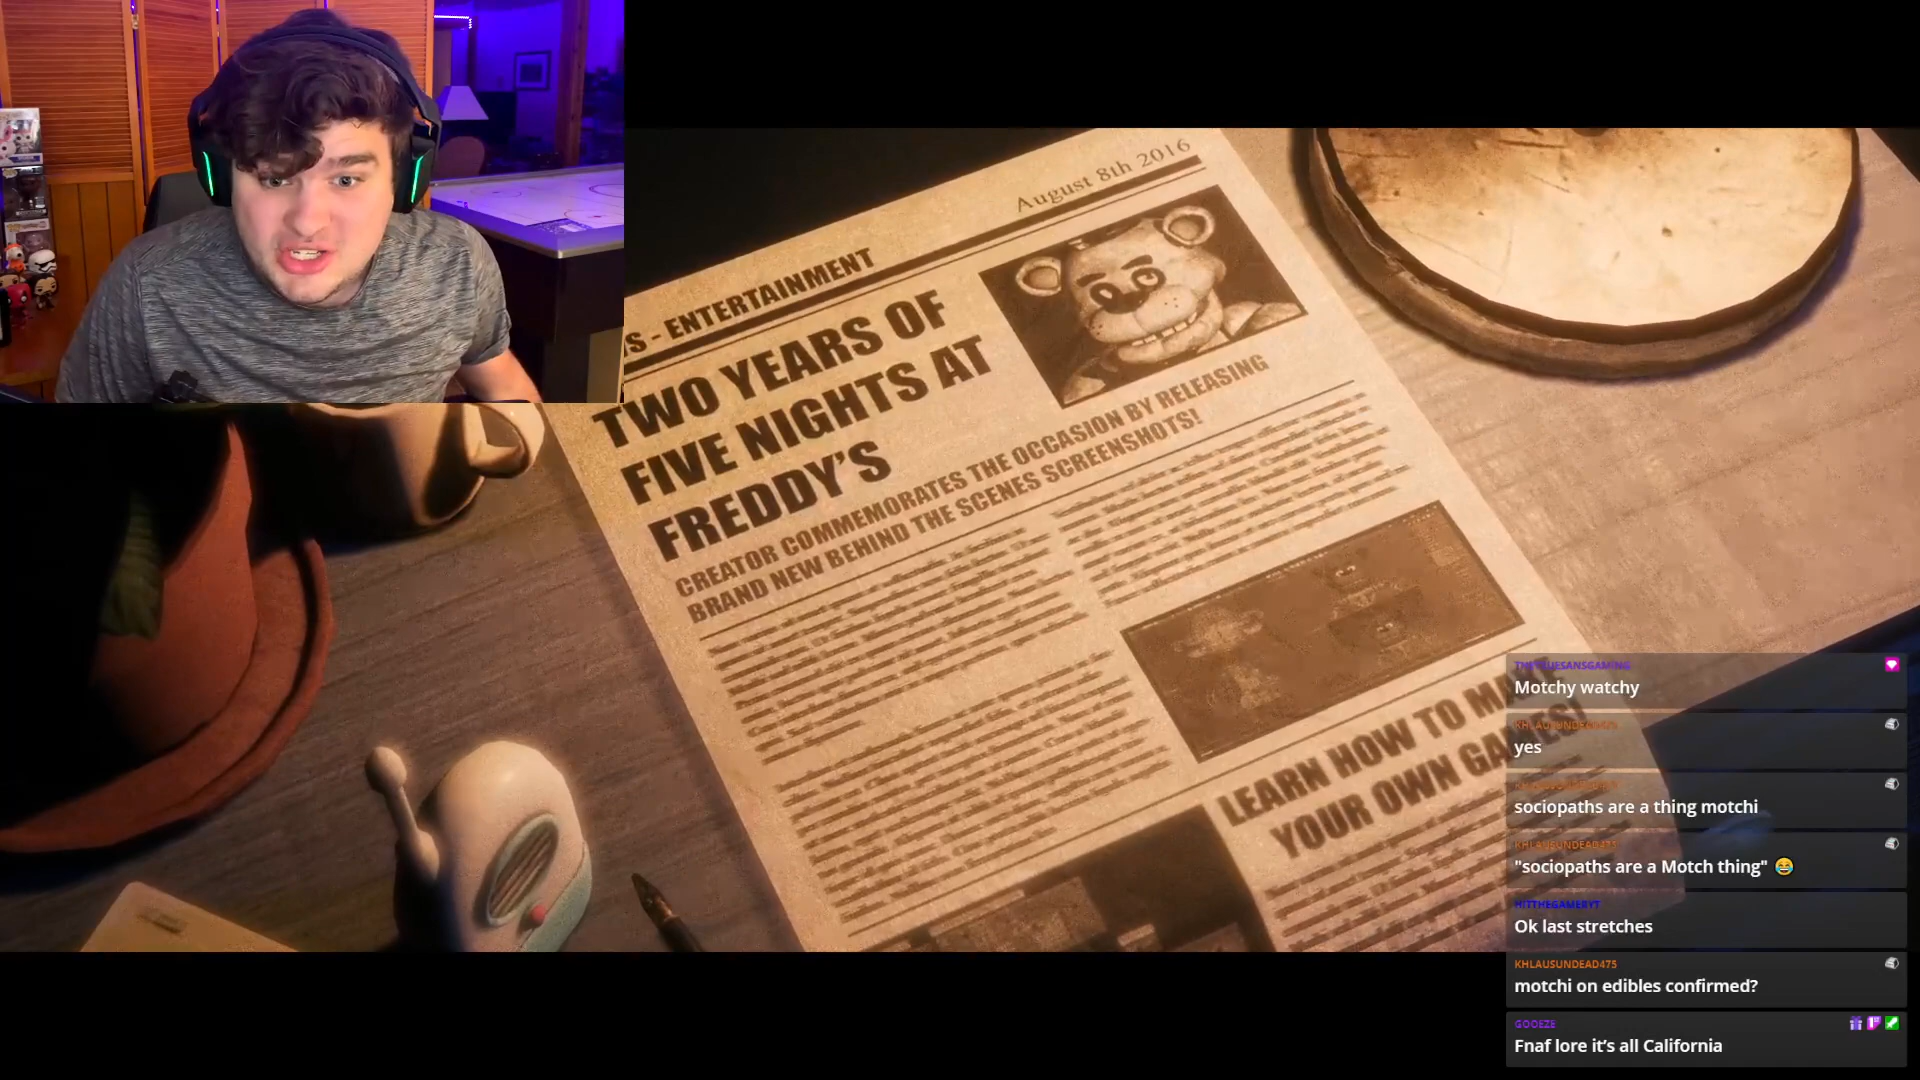 August 8th 2016
S - ENTERTAINMENT
TWO YEARS OF
FIVE NIGHTS AT
FREDDY'S
CREATOR COMMEMORATES THE OCCASION BY RELEASING
BRAND NEW BEHIND THE SCENES SCREENSHOTS!
LEARN HOW TO
YOUR OWN
Motchy watchy
yes
sociopaths are a thing motchi
KHLAUSUNDEAD475
"sociopaths are a Motch thing" 😂
HITTHEGAMERYT
Ok last stretches
KHLAUSUNDEAD475
motchi on edibles confirmed?
GOOEZE
Fnaf lore it's all California